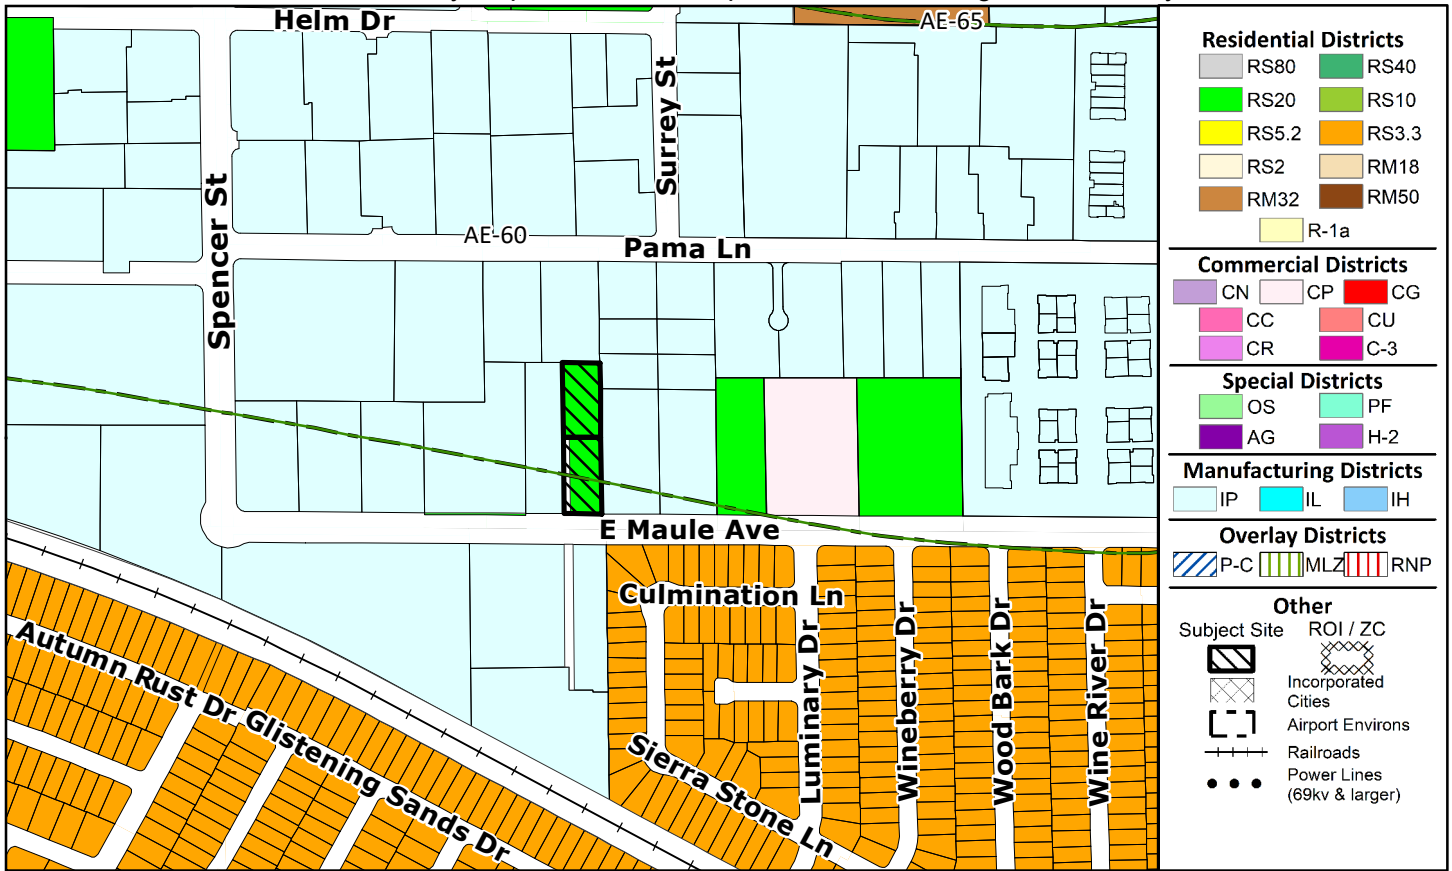 Helm Dr
AE-65
Surrey St
Spencer St
AE-60
Pama Ln
E Maule Ave
Culmination Ln
Luminary Dr
Wineberry Dr
Wood Bark Dr
Wine River Dr
Autumn Rust Dr
Glistening Sands Dr
Sierra Stone Ln
Residential Districts
RS80 RS40
RS20 RS10
RS5.2 RS3.3
RS2 RM18
RM32 RM50
R-1a
Commercial Districts
CN CP CG
CC CU
CR C-3
Special Districts
OS PF
AG H-2
Manufacturing Districts
IP IL IH
Overlay Districts
P-C MLZ RNP
Other
Subject Site ROI / ZC
Incorporated
Cities
Airport Environs
Railroads
Power Lines
(69kv & larger)